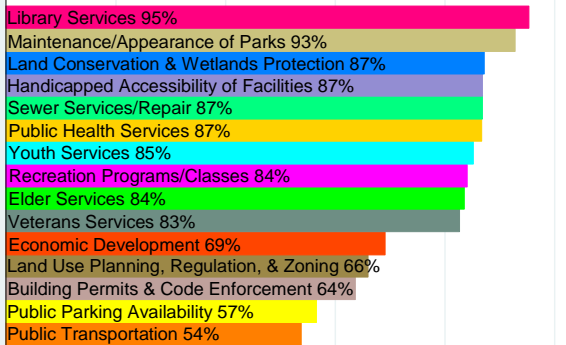 Library Services 95%
Maintenance/Appearance of Parks 93%
Land Conservation & Wetlands Protection 87%
Handicapped Accessibility of Facilities 87%
Sewer Services/Repair 87%
Public Health Services 87%
Youth Services 85%
Recreation Programs/Classes 84%
Elder Services 84%
Veterans Services 83%
Economic Development 69%
Land Use Planning, Regulation, & Zoning 66%
Building Permits & Code Enforcement 64%
Public Parking Availability 57%
Public Transportation 54%